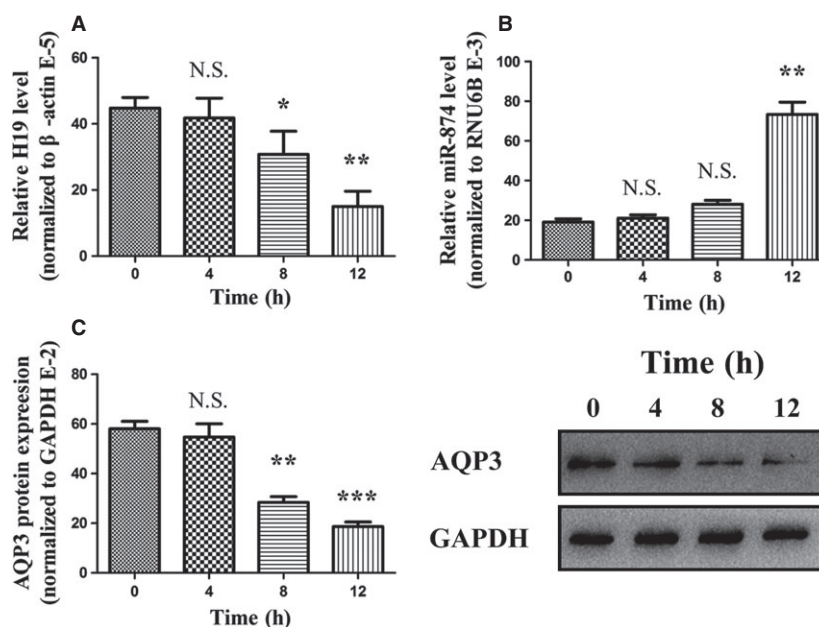 A
Relative H19 level
(normalized to β -actin E-5)
60
40
20
0
N.S.
*
**
0 4 8 12
Time (h)
B
Relative miR-874 level
(normalized to RNU6B E-3)
100
80
60
40
20
0
N.S.
N.S.
**
0 4 8 12
Time (h)
C
AQP3 protein expreesion
(normalized to GAPDH E-2)
80
60
40
20
0
N.S.
**
***
0 4 8 12
Time (h)
Time (h)
0 4 8 12
AQP3
GAPDH